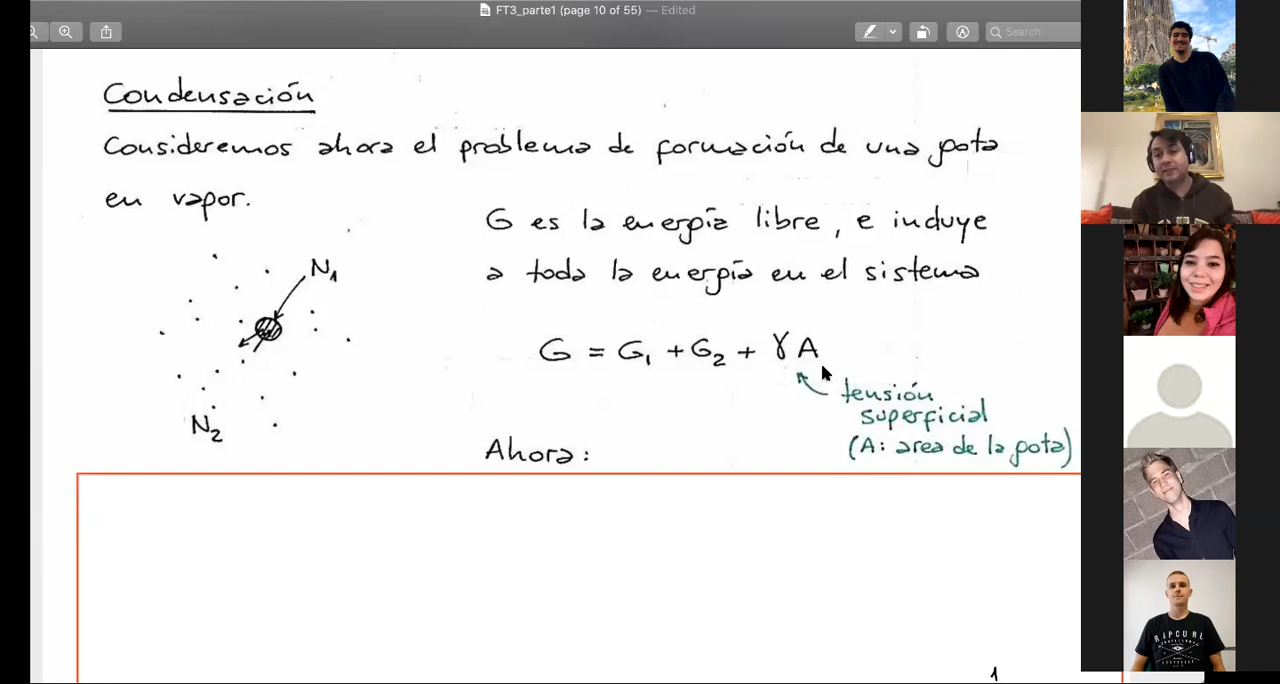 FT3_parte1 (page 10 of 55) — Edited
Search
Condensación
Consideremos ahora el problema de formación de una gota
en vapor.
G es la energía libre, e incluye
a toda la energía en el sistema
N₁
G = G₁ + G₂ + γ A
tensión
superficial
(A: area de la gota)
N₂
Ahora:
1
RIPCURL